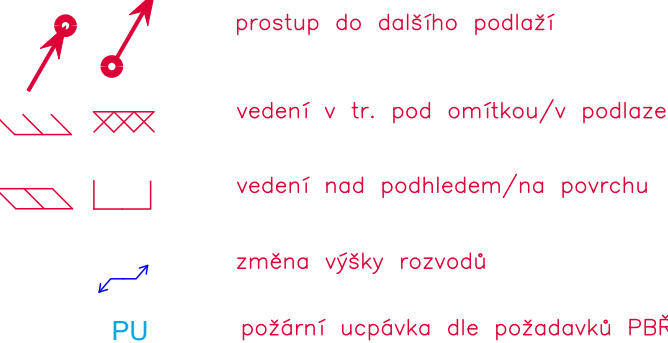 prostup do dalšího podlaží
vedení v tr. pod omítkou/v podlaze
vedení nad podhledem/na povrchu
změna výšky rozvodů
PU požární ucpávka dle požadavků PBŘ